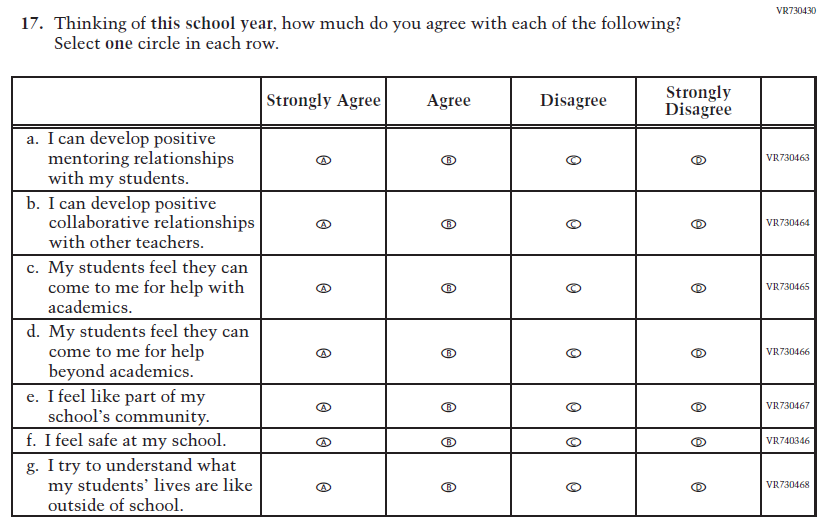 VR730430
17. Thinking of this school year, how much do you agree with each of the following?
Select one circle in each row.
Strongly Agree
Agree
Disagree
Strongly
Disagree
a. I can develop positive
mentoring relationships
with my students.
A
B
C
D
VR730463
b. I can develop positive
collaborative relationships
with other teachers.
A
B
C
D
VR730464
c. My students feel they can
come to me for help with
academics.
A
B
C
D
VR730465
d. My students feel they can
come to me for help
beyond academics.
A
B
C
D
VR730466
e. I feel like part of my
school's community.
A
B
C
D
VR730467
f. I feel safe at my school.
A
B
C
D
VR740346
g. I try to understand what
my students' lives are like
outside of school.
A
B
C
D
VR730468